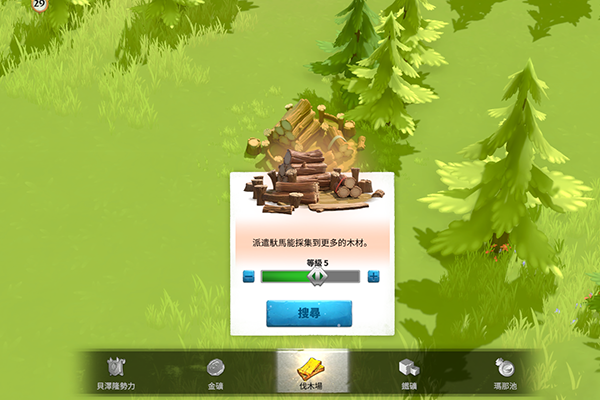 29
派遣馱馬能採集到更多的木材。
等級 5
搜尋
貝澤隆勢力
金礦
伐木場
鐵礦
瑪那池